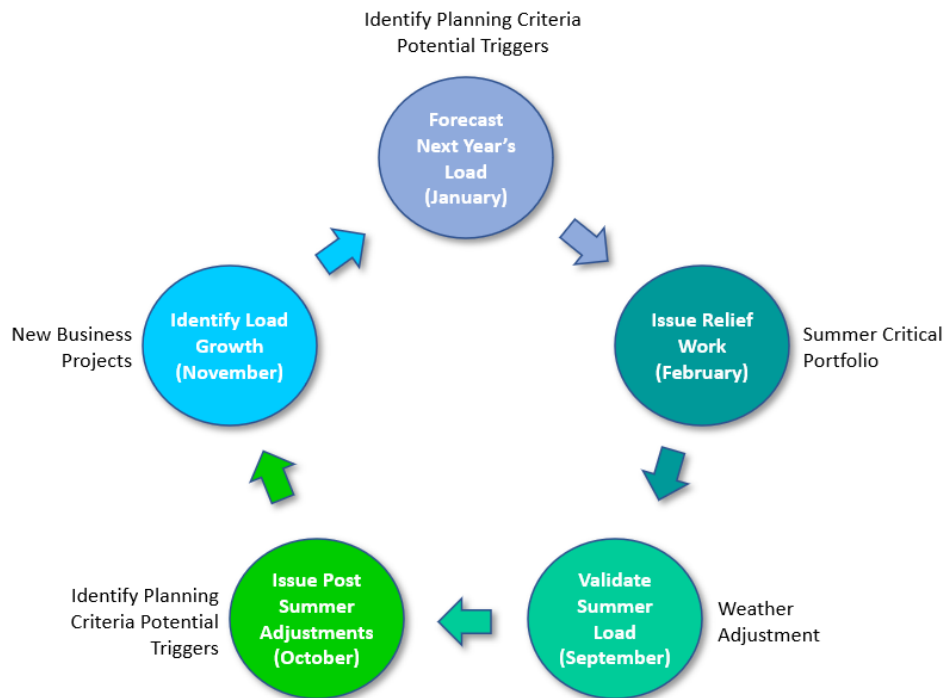 Identify Planning Criteria
Potential Triggers
Forecast
Next Year’s
Load
(January)
Issue Relief
Work
(February)
Summer Critical
Portfolio
Validate
Summer
Load
(September)
Weather
Adjustment
Issue Post
Summer
Adjustments
(October)
Identify Planning
Criteria Potential
Triggers
Identify Load
Growth
(November)
New Business
Projects